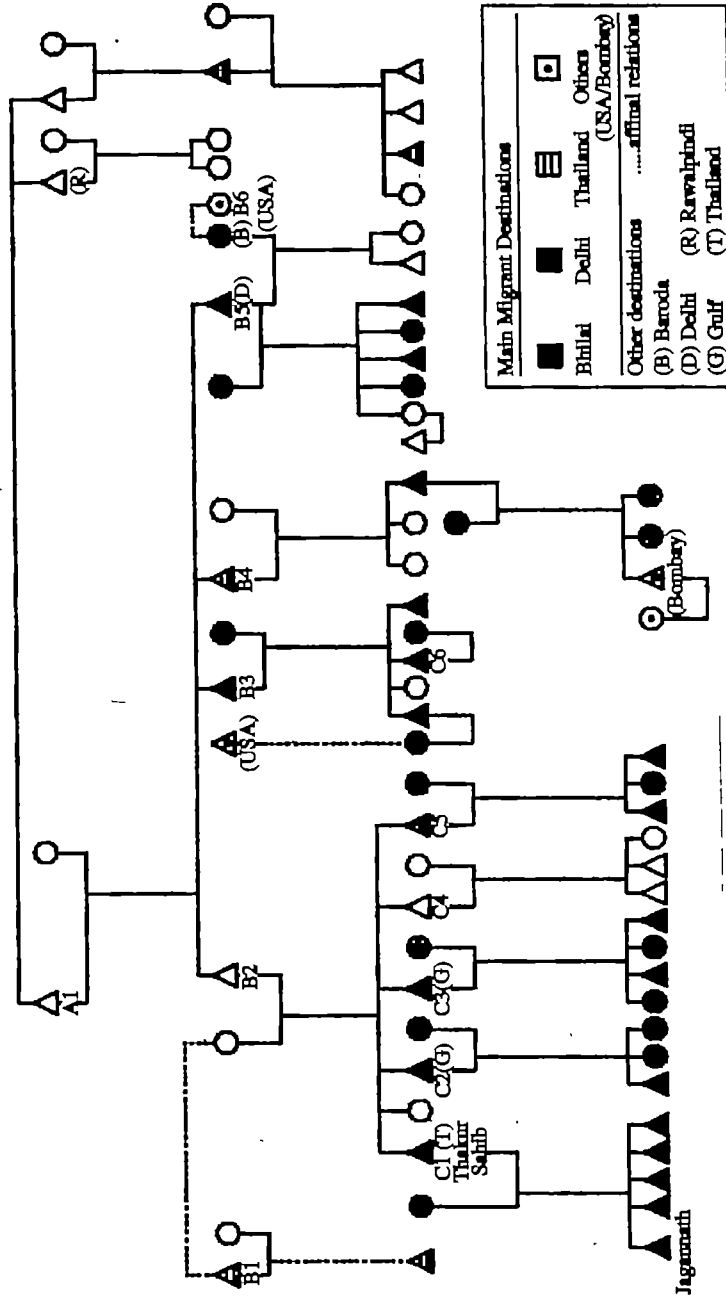 A1
(R)
B1
B2
(USA)
B3
B4
B5(D)
(B) B6
(USA)
C1 (T)
Thakur
Sahib
C2(G)
C3(G)
C4
C5
C6
(Bombay)
Jagannath
Main Migrant Destinations
Bhilai Delhi Thailand Others
(USA/Bombay)
Other destinations .....affinal relations
(B) Baroda
(D) Delhi (R) Rawalpindi
(G) Gulf (T) Thailand